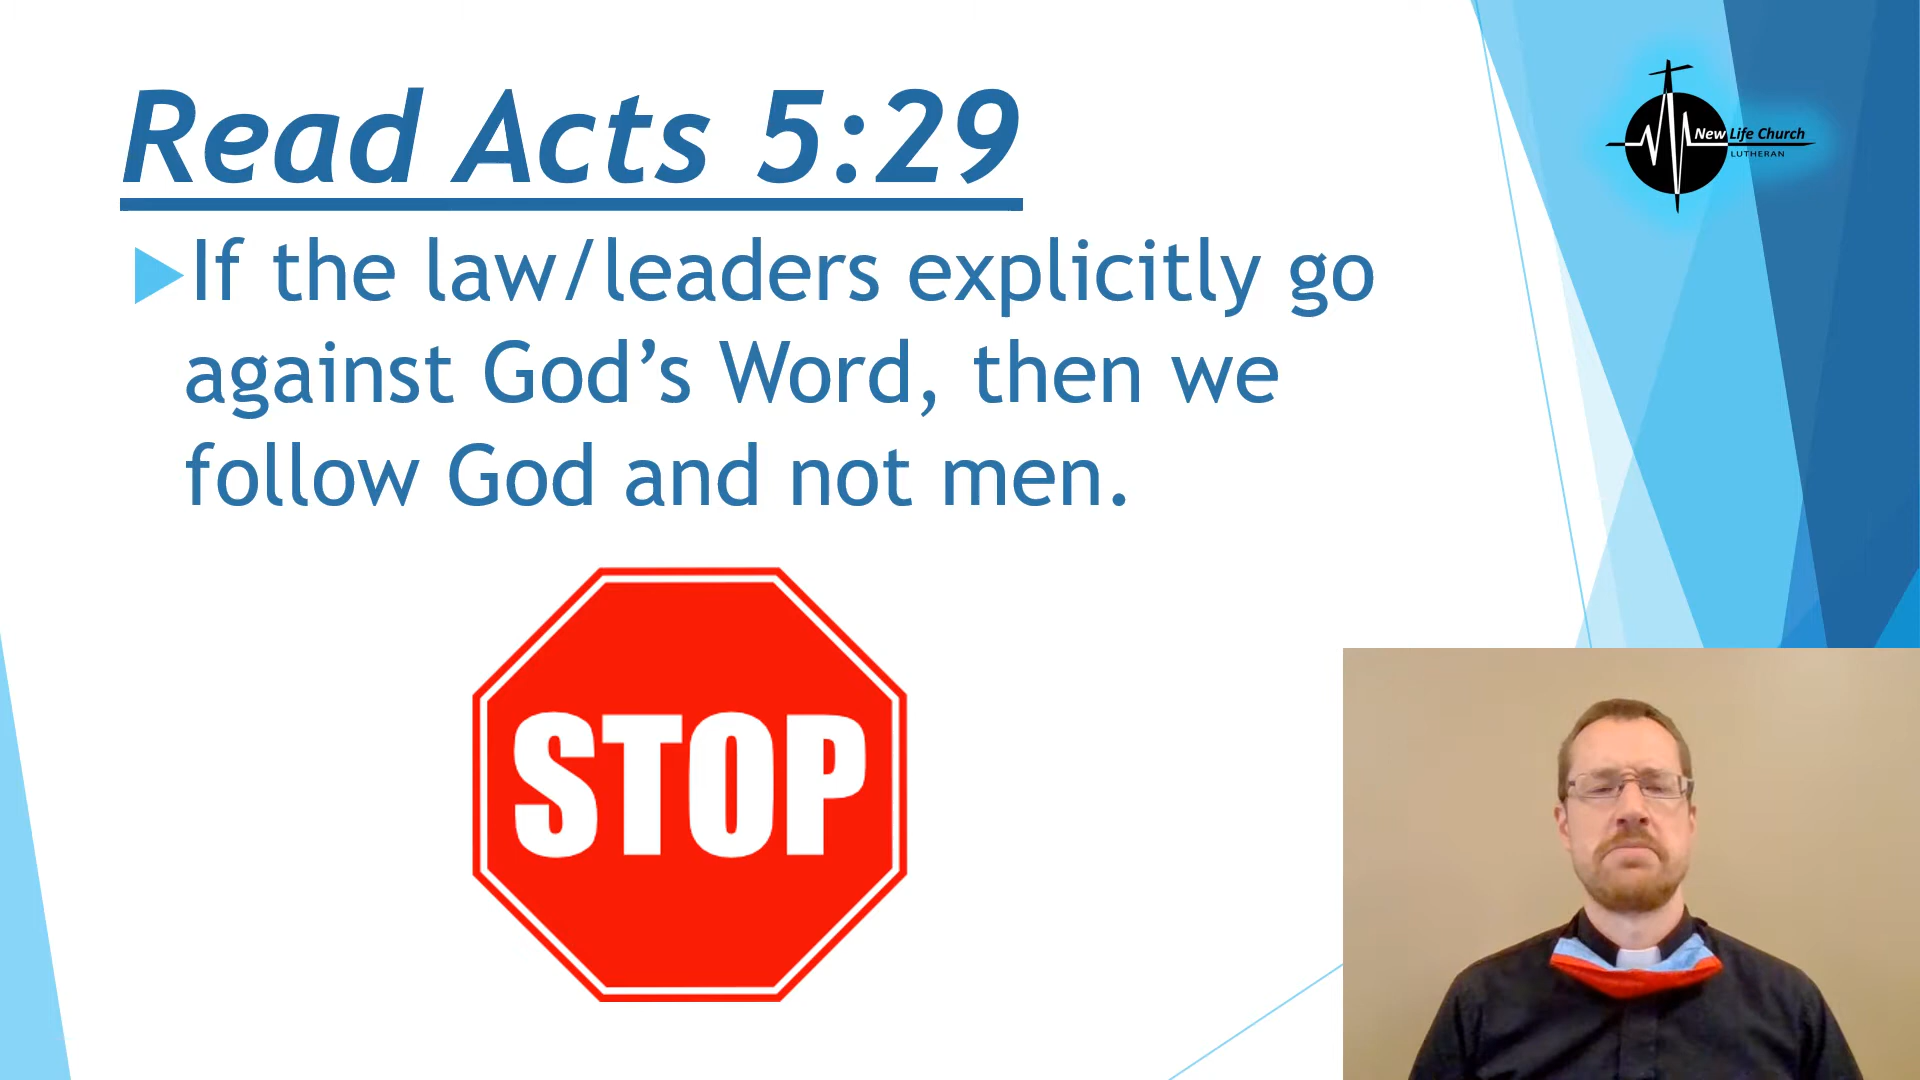 Read Acts 5:29
New Life Church
LUTHERAN
If the law/leaders explicitly go
against God’s Word, then we
follow God and not men.
STOP